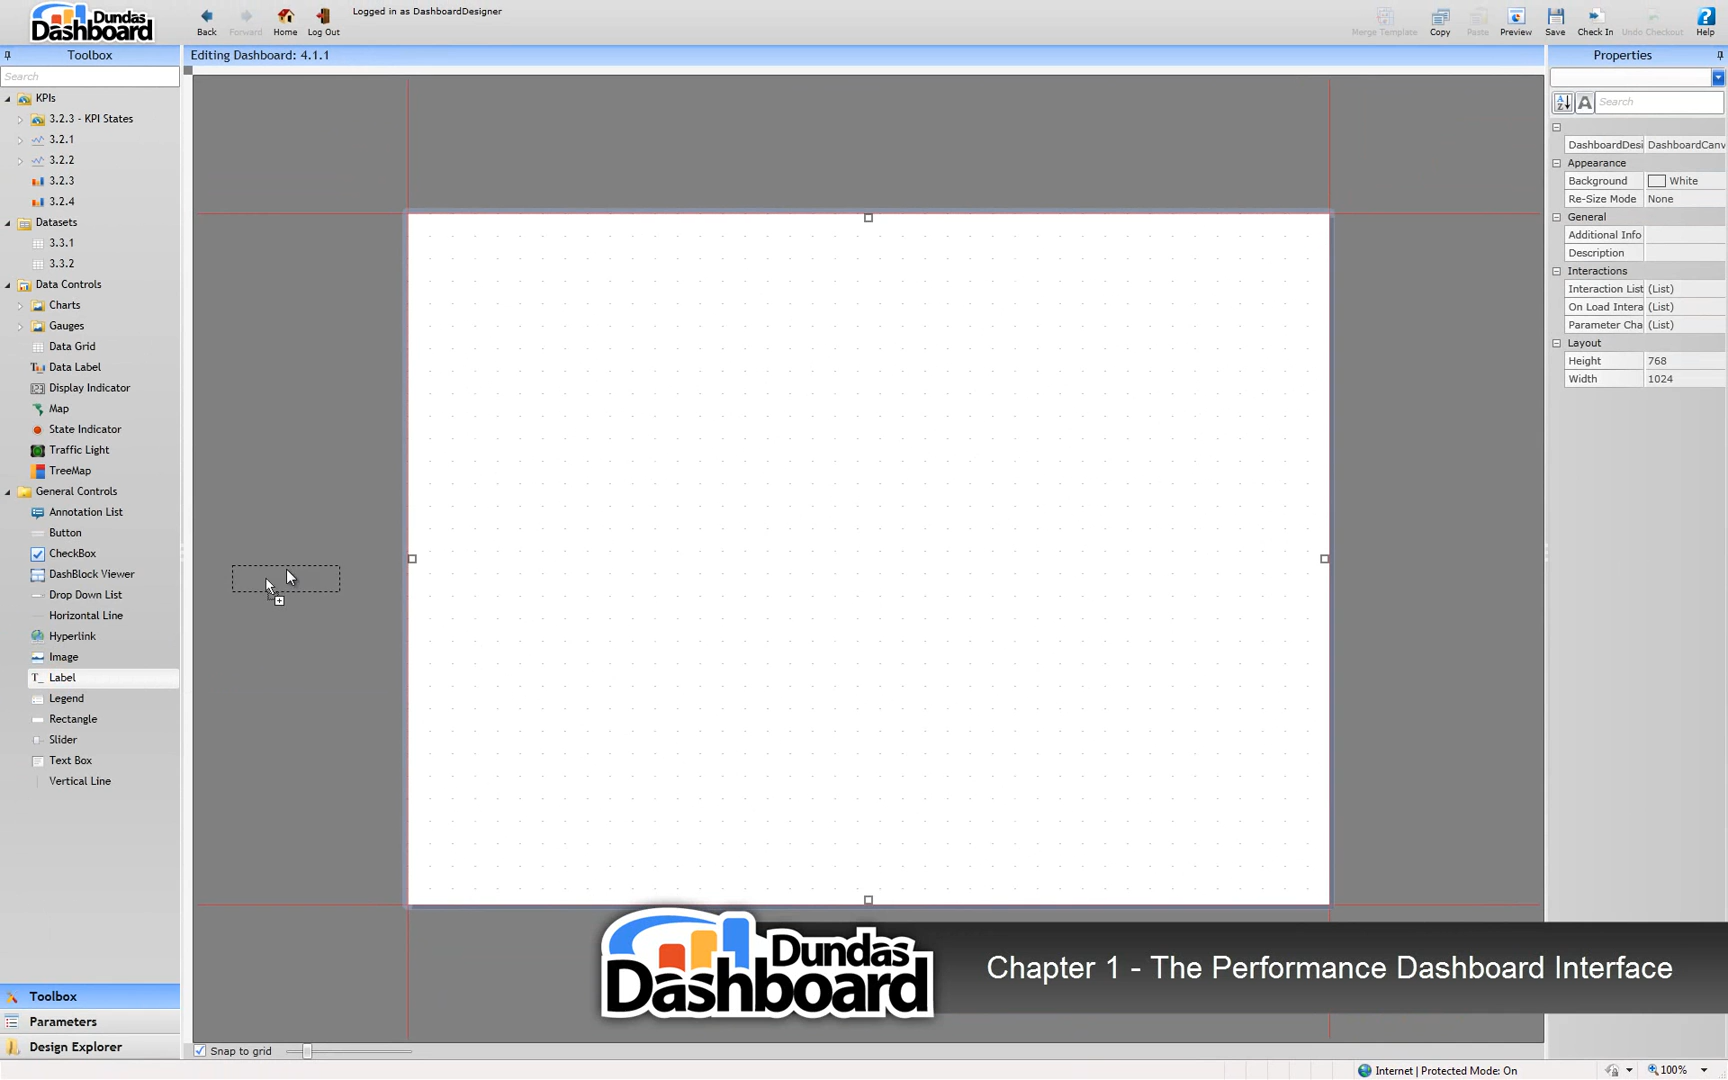 Dundas
Dashboard
Back
Forward
Home
Log Out
Logged in as DashboardDesigner
Merge Template
Copy
Paste
Preview
Save
Check In
Undo Checkout
Help
Toolbox
Editing Dashboard: 4.1.1
Properties
Search
KPIs
3.2.3 - KPI States
3.2.1
3.2.2
3.2.3
3.2.4
Datasets
3.3.1
3.3.2
Data Controls
Charts
Gauges
Data Grid
Data Label
Display Indicator
Map
State Indicator
Traffic Light
TreeMap
General Controls
Annotation List
Button
CheckBox
DashBlock Viewer
Drop Down List
Horizontal Line
Hyperlink
Image
Label
Legend
Rectangle
Slider
Text Box
Vertical Line
Toolbox
Parameters
Design Explorer
Search
DashboardDesi DashboardCanv
Appearance
Background White
Re-Size Mode None
General
Additional Info
Description
Interactions
Interaction List (List)
On Load Intera (List)
Parameter Cha (List)
Layout
Height 768
Width 1024
Dundas
Dashboard
Chapter 1 - The Performance Dashboard Interface
Snap to grid
Internet | Protected Mode: On
100%